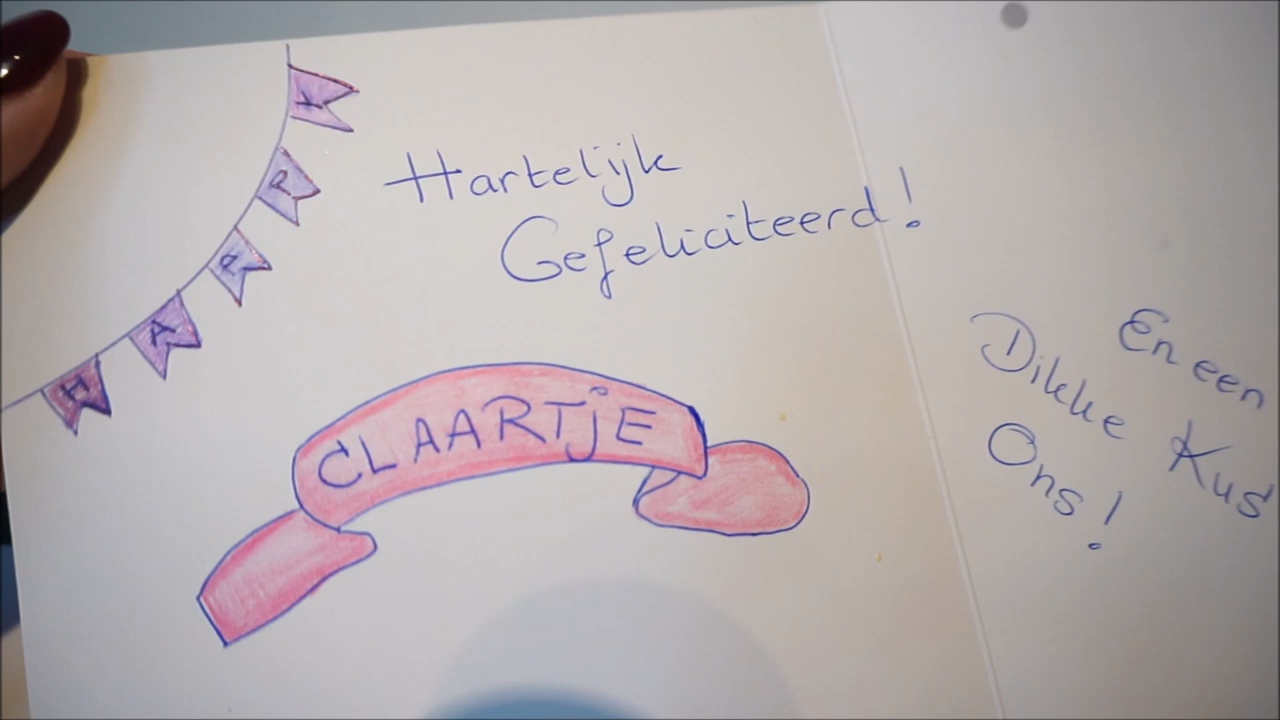 HAPPY
Hartelijk
Gefeliciteerd!
CLAARTjE
En een
Dikke Kus
Ons!